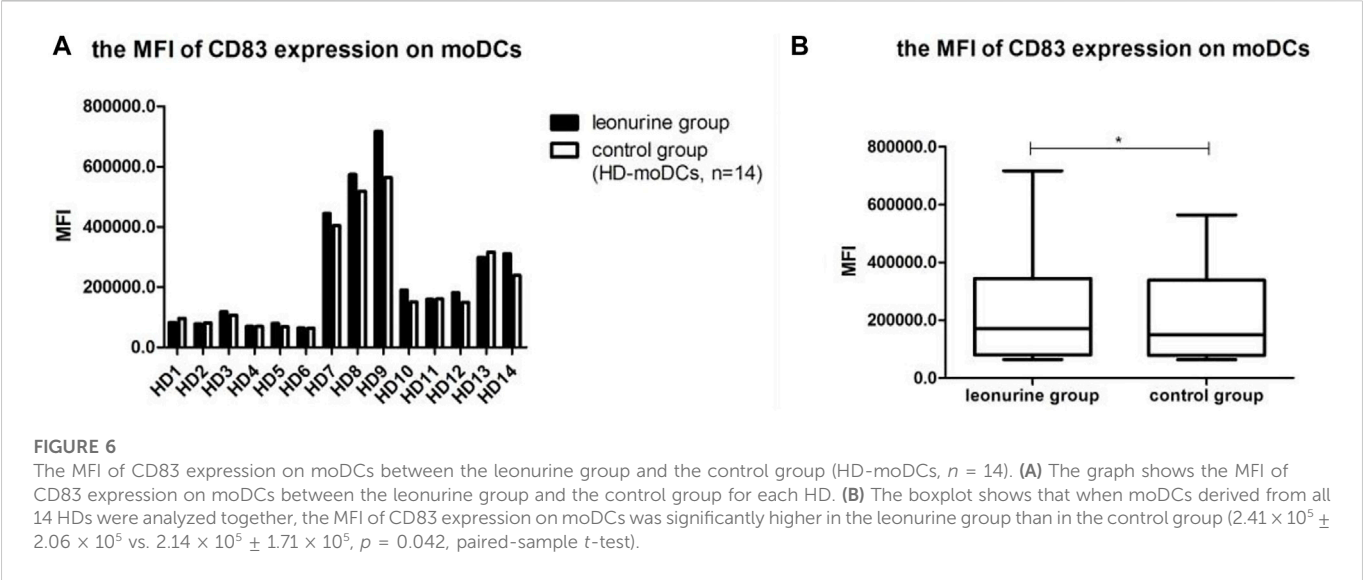 A the MFI of CD83 expression on moDCs
800000.0
600000.0
400000.0
200000.0
0.0
MFI
HD1 HD2 HD3 HD4 HD5 HD6 HD7 HD8 HD9 HD10 HD11 HD12 HD13 HD14
leonurine group
control group
(HD-moDCs, n=14)
B the MFI of CD83 expression on moDCs
800000.0
600000.0
400000.0
200000.0
0.0
MFI
*
leonurine group control group
FIGURE 6
The MFI of CD83 expression on moDCs between the leonurine group and the control group (HD-moDCs, n = 14). (A) The graph shows the MFI of
CD83 expression on moDCs between the leonurine group and the control group for each HD. (B) The boxplot shows that when moDCs derived from all
14 HDs were analyzed together, the MFI of CD83 expression on moDCs was significantly higher in the leonurine group than in the control group (2.41 × 10⁵ ±
2.06 × 10⁵ vs. 2.14 × 10⁵ ± 1.71 × 10⁵, p = 0.042, paired-sample t-test).